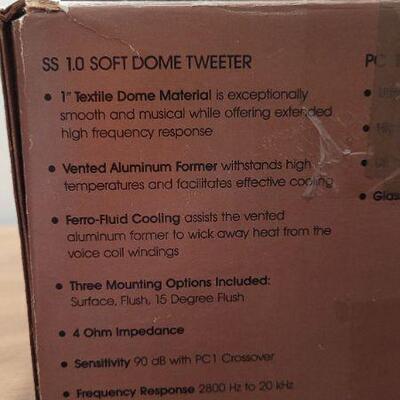 SS 1.0 SOFT DOME TWEETER
• 1" Textile Dome Material is exceptionally
smooth and musical while offering extended
high frequency response
• Vented Aluminum Former withstands high
temperatures and facilitates effective cooling
• Ferro-Fluid Cooling assists the vented
aluminum former to wick away heat from the
voice coil windings
• Three Mounting Options Included:
Surface, Flush, 15 Degree Flush
• 4 Ohm Impedance
• Sensitivity 90 dB with PC1 Crossover
• Frequency Response 2800 Hz to 20 kHz
PC